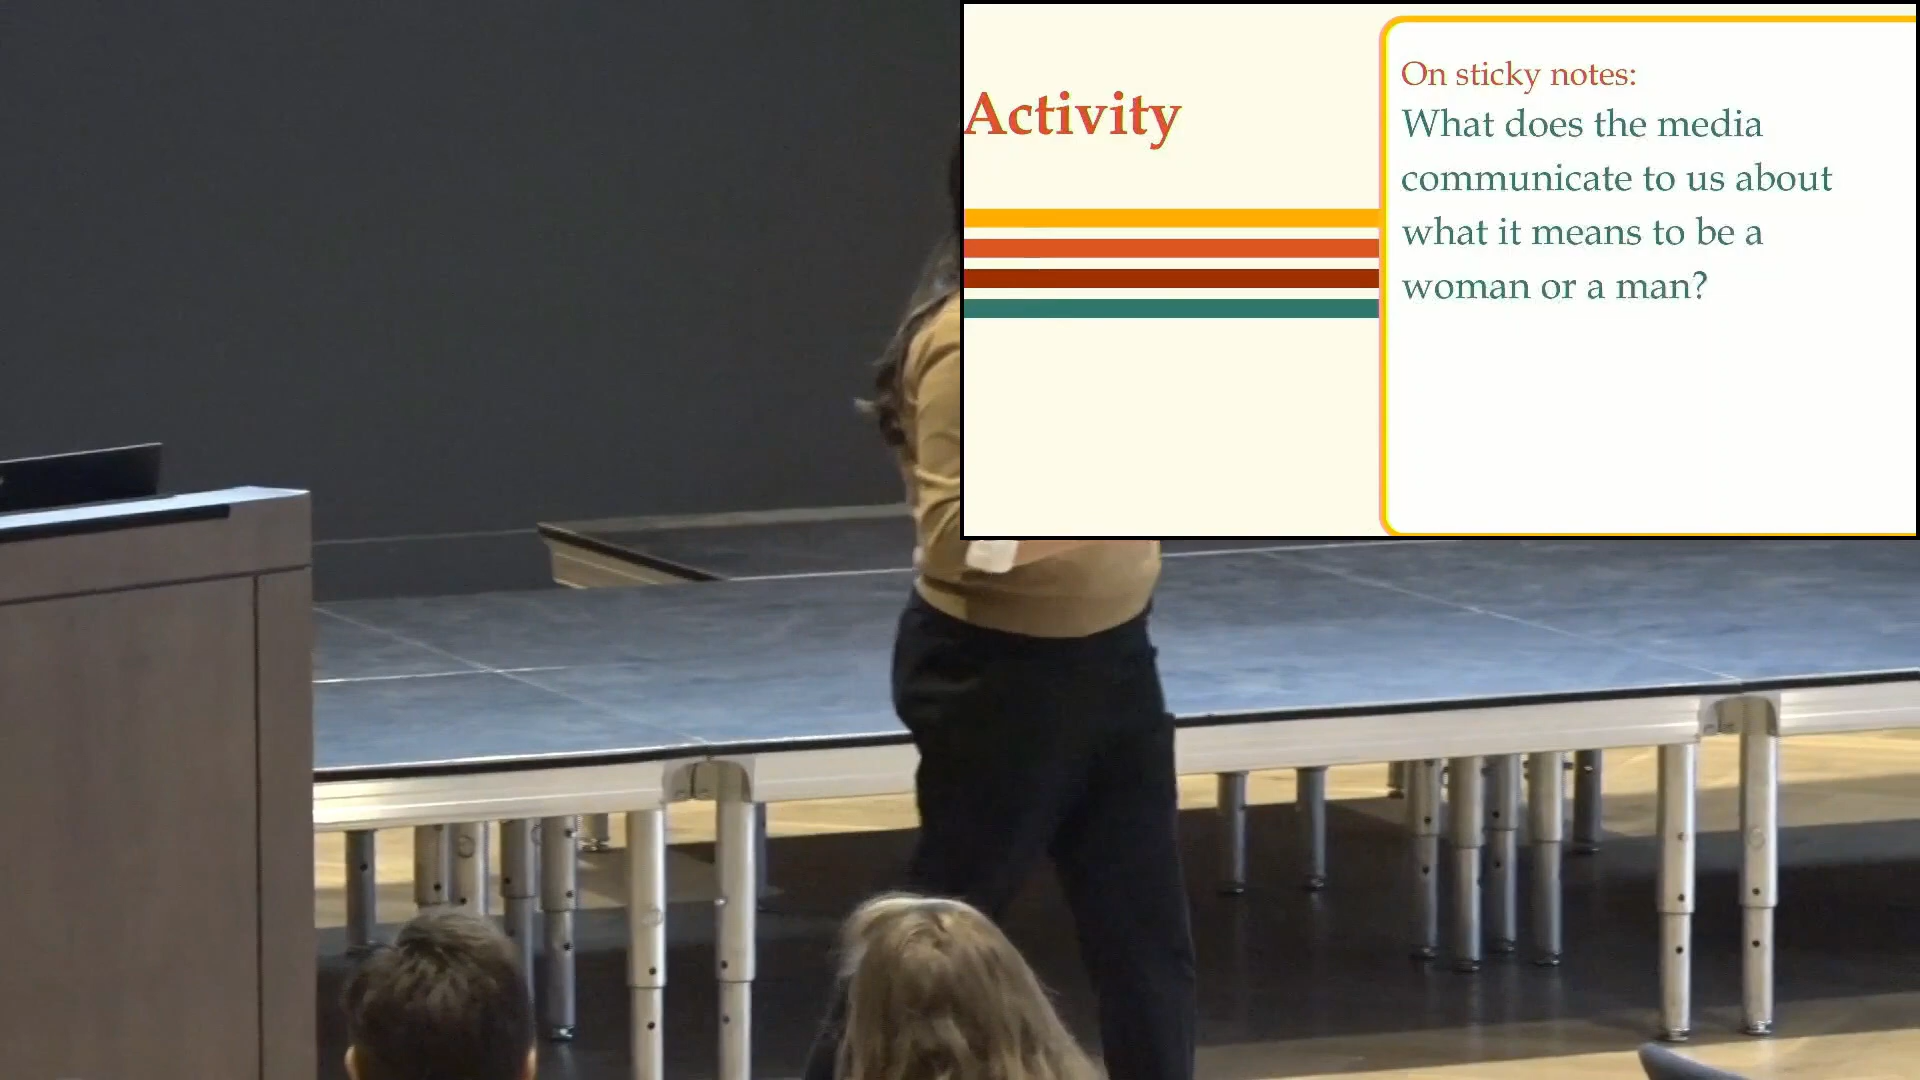 Activity
On sticky notes:
What does the media
communicate to us about
what it means to be a
woman or a man?